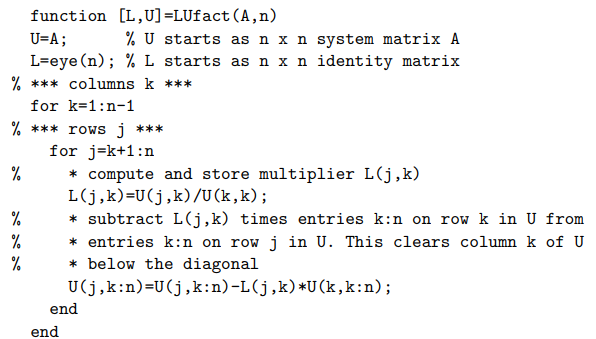 function [L,U]=LUfact(A,n)
U=A; % U starts as n x n system matrix A
L=eye(n); % L starts as n x n identity matrix
% *** columns k ***
for k=1:n-1
% *** rows j ***
for j=k+1:n
% * compute and store multiplier L(j,k)
L(j,k)=U(j,k)/U(k,k);
% * subtract L(j,k) times entries k:n on row k in U from
% * entries k:n on row j in U. This clears column k of U
% * below the diagonal
U(j,k:n)=U(j,k:n)-L(j,k)*U(k,k:n);
end
end